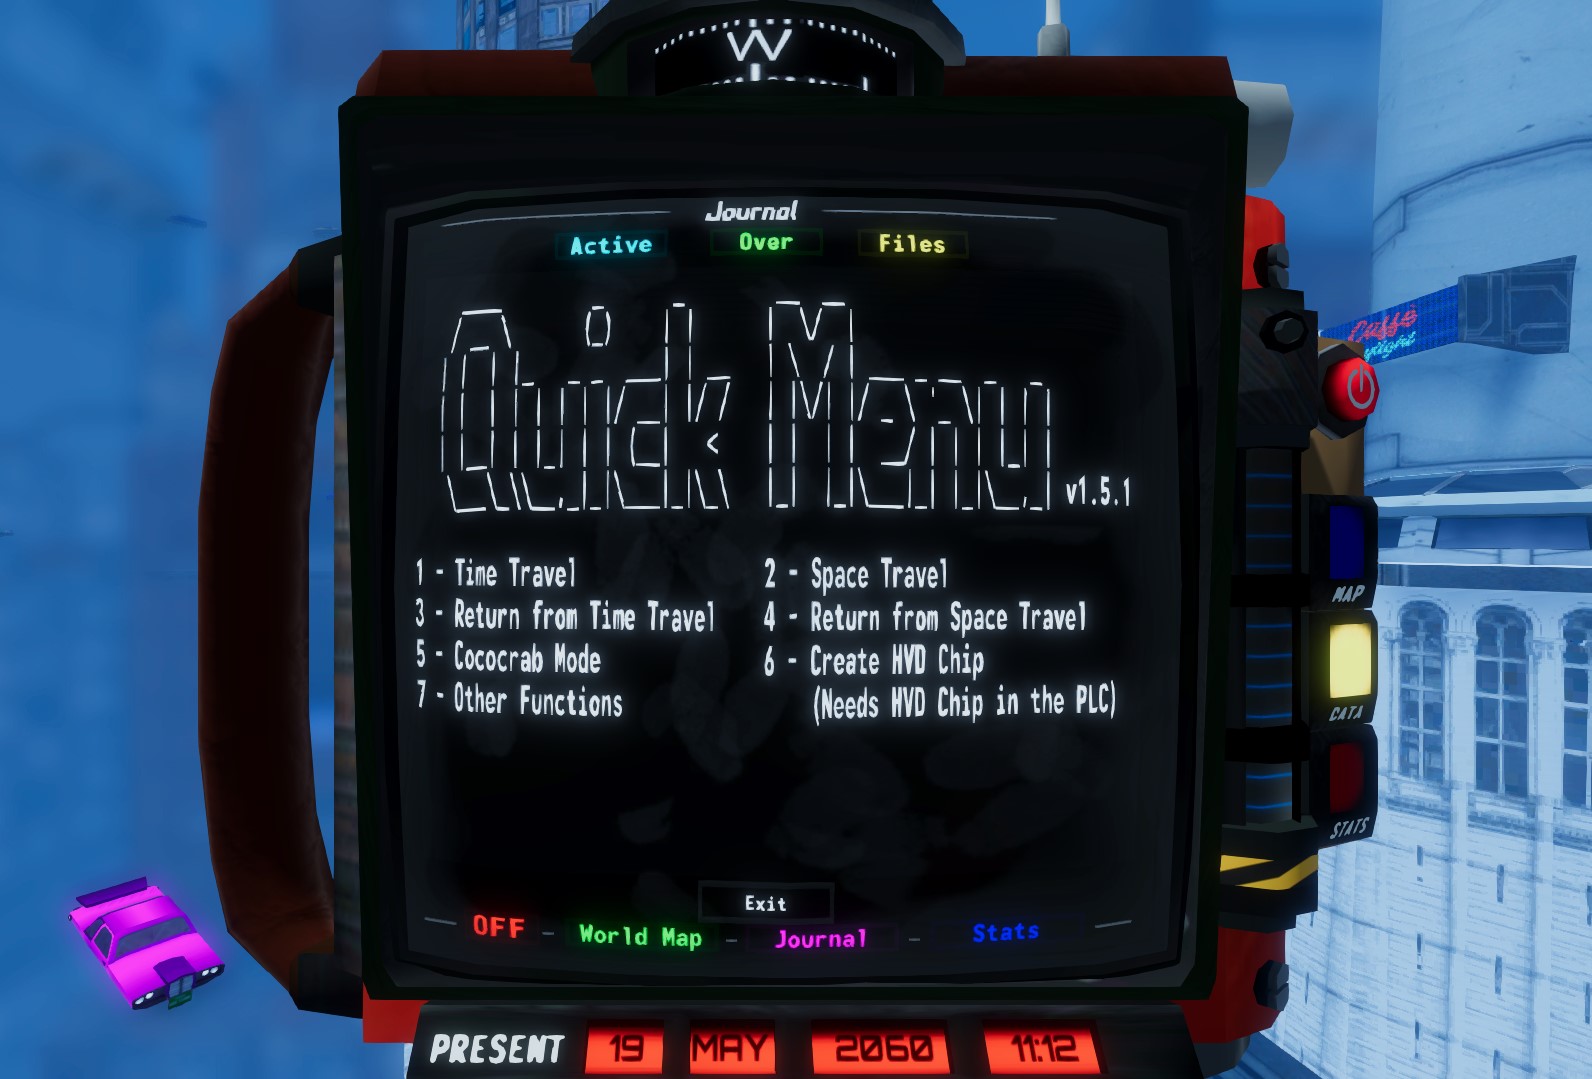 W
Journal
Active Over Files
Quick Menu v1.5.1
1 - Time Travel 2 - Space Travel
3 - Return from Time Travel 4 - Return from Space Travel
5 - Cococrab Mode 6 - Create HVD Chip
7 - Other Functions (Needs HVD Chip in the PLC)
Exit
OFF - World Map - Journal - Stats
PRESENT 19 MAY 2060 11:12
Caffè
MAP
CATA
STATS